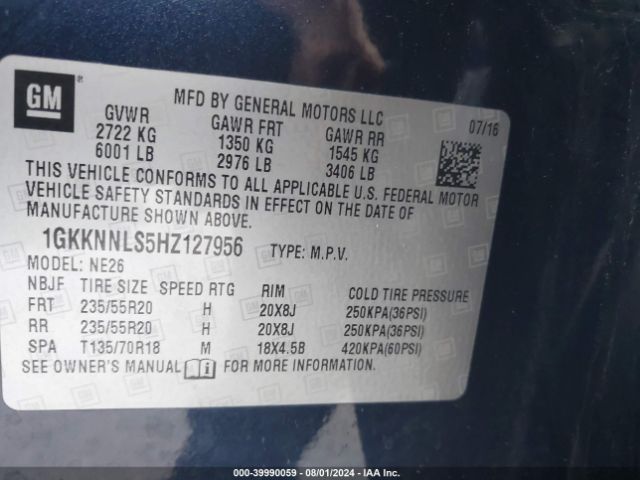 GM ®
MFD BY GENERAL MOTORS LLC
07/16
GVWR GAWR FRT GAWR RR
2722 KG 1350 KG 1545 KG
6001 LB 2976 LB 3406 LB
THIS VEHICLE CONFORMS TO ALL APPLICABLE U.S. FEDERAL MOTOR
VEHICLE SAFETY STANDARDS IN EFFECT ON THE DATE OF
MANUFACTURE SHOWN ABOVE.
1GKKNNLS5HZ127956 TYPE: M.P.V.
MODEL: NE26
NBJF TIRE SIZE SPEED RTG RIM COLD TIRE PRESSURE
FRT 235/55R20 H 20X8J 250KPA(36PSI)
RR 235/55R20 H 20X8J 250KPA(36PSI)
SPA T135/70R18 M 18X4.5B 420KPA(60PSI)
SEE OWNER'S MANUAL FOR MORE INFORMATION.
000-39990059 - 08/01/2024 - IAA Inc.